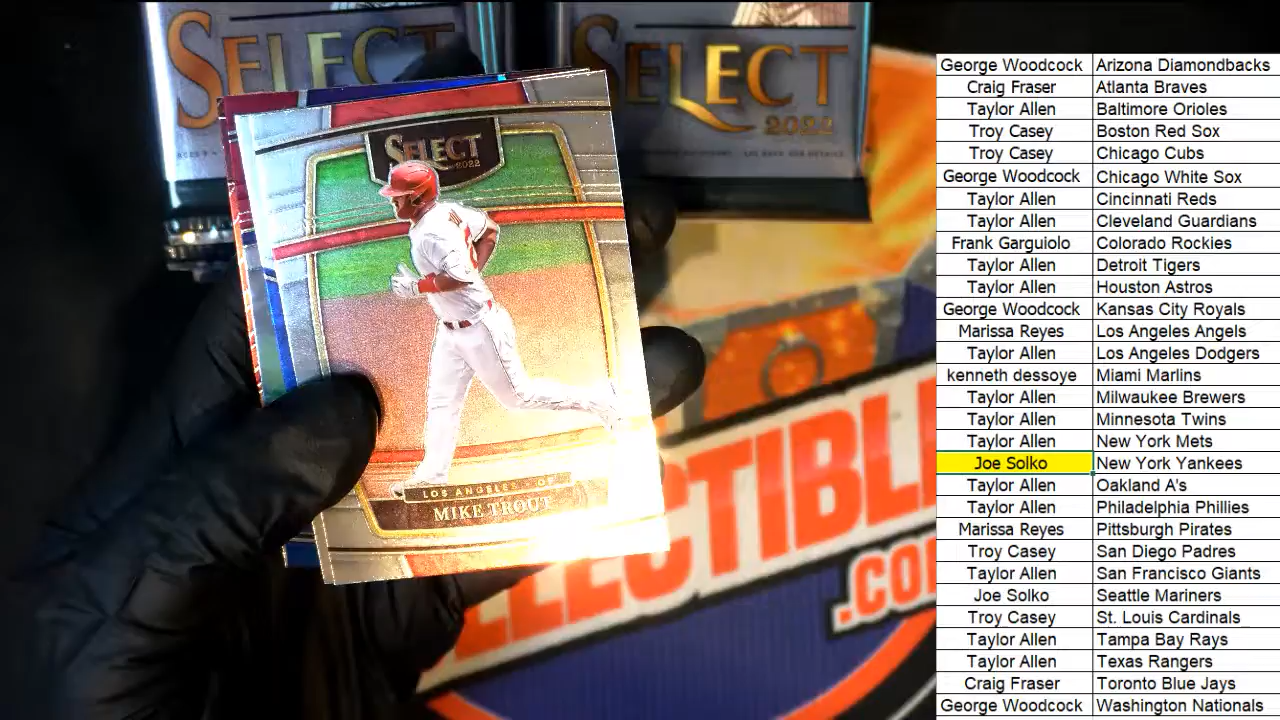 SELECT
SELECT
2022
SELECT
2022
LOS ANGELES - OF
MIKE TROUT
LLECTIBLE
.CO
George Woodcock Arizona Diamondbacks
Craig Fraser Atlanta Braves
Taylor Allen Baltimore Orioles
Troy Casey Boston Red Sox
Troy Casey Chicago Cubs
George Woodcock Chicago White Sox
Taylor Allen Cincinnati Reds
Taylor Allen Cleveland Guardians
Frank Garguiolo Colorado Rockies
Taylor Allen Detroit Tigers
Taylor Allen Houston Astros
George Woodcock Kansas City Royals
Marissa Reyes Los Angeles Angels
Taylor Allen Los Angeles Dodgers
kenneth dessoye Miami Marlins
Taylor Allen Milwaukee Brewers
Taylor Allen Minnesota Twins
Taylor Allen New York Mets
Joe Solko New York Yankees
Taylor Allen Oakland A's
Taylor Allen Philadelphia Phillies
Marissa Reyes Pittsburgh Pirates
Troy Casey San Diego Padres
Taylor Allen San Francisco Giants
Joe Solko Seattle Mariners
Troy Casey St. Louis Cardinals
Taylor Allen Tampa Bay Rays
Taylor Allen Texas Rangers
Craig Fraser Toronto Blue Jays
George Woodcock Washington Nationals